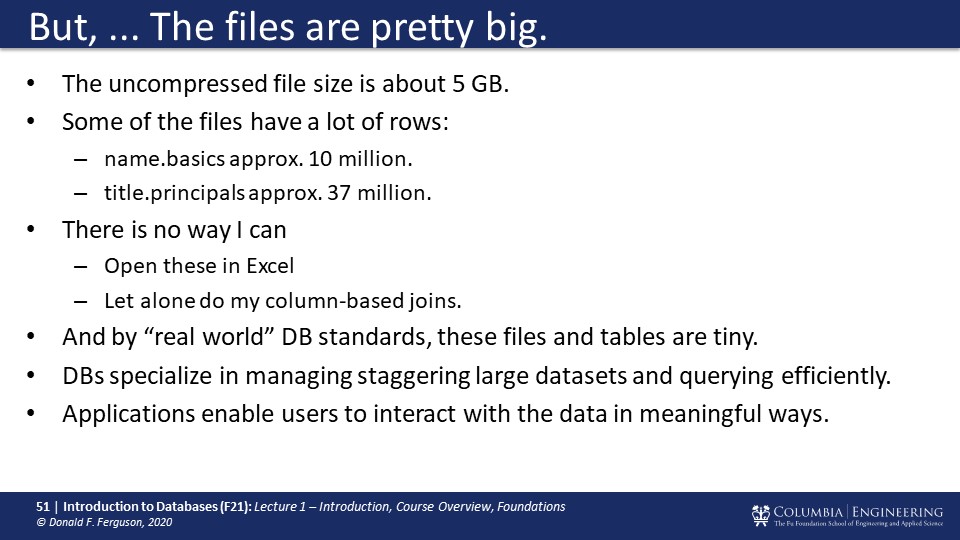 But, ... The files are pretty big.
• The uncompressed file size is about 5 GB.
• Some of the files have a lot of rows:
– name.basics approx. 10 million.
– title.principals approx. 37 million.
• There is no way I can
– Open these in Excel
– Let alone do my column-based joins.
• And by “real world” DB standards, these files and tables are tiny.
• DBs specialize in managing staggering large datasets and querying efficiently.
• Applications enable users to interact with the data in meaningful ways.
51 | Introduction to Databases (F21): Lecture 1 – Introduction, Course Overview, Foundations
© Donald F. Ferguson, 2020
COLUMBIA | ENGINEERING
The Fu Foundation School of Engineering and Applied Science